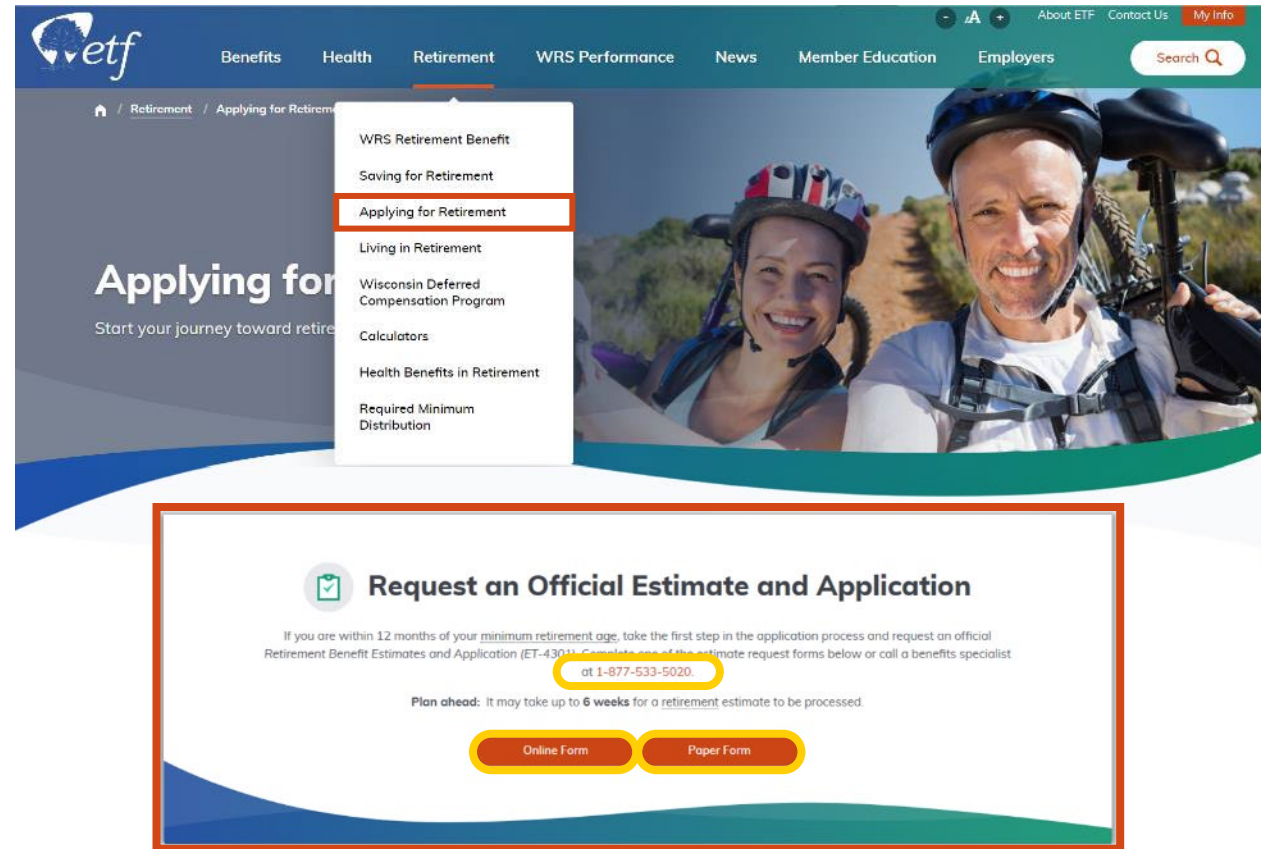 - A + About ETF Contact Us My Info
etf Benefits Health Retirement WRS Performance News Member Education Employers Search
/ Retirement / Applying for Retirem
WRS Retirement Benefit
Saving for Retirement
Applying for Retirement
Living in Retirement
Wisconsin Deferred
Compensation Program
Calculators
Health Benefits in Retirement
Required Minimum
Distribution
Applying for
Start your journey toward retire
Request an Official Estimate and Application
If you are within 12 months of your minimum retirement age, take the first step in the application process and request an official
Retirement Benefit Estimates and Application (ET-4301). Complete one of the estimate request forms below or call a benefits specialist
at 1-877-533-5020.
Plan ahead: It may take up to 6 weeks for a retirement estimate to be processed.
Online Form Paper Form